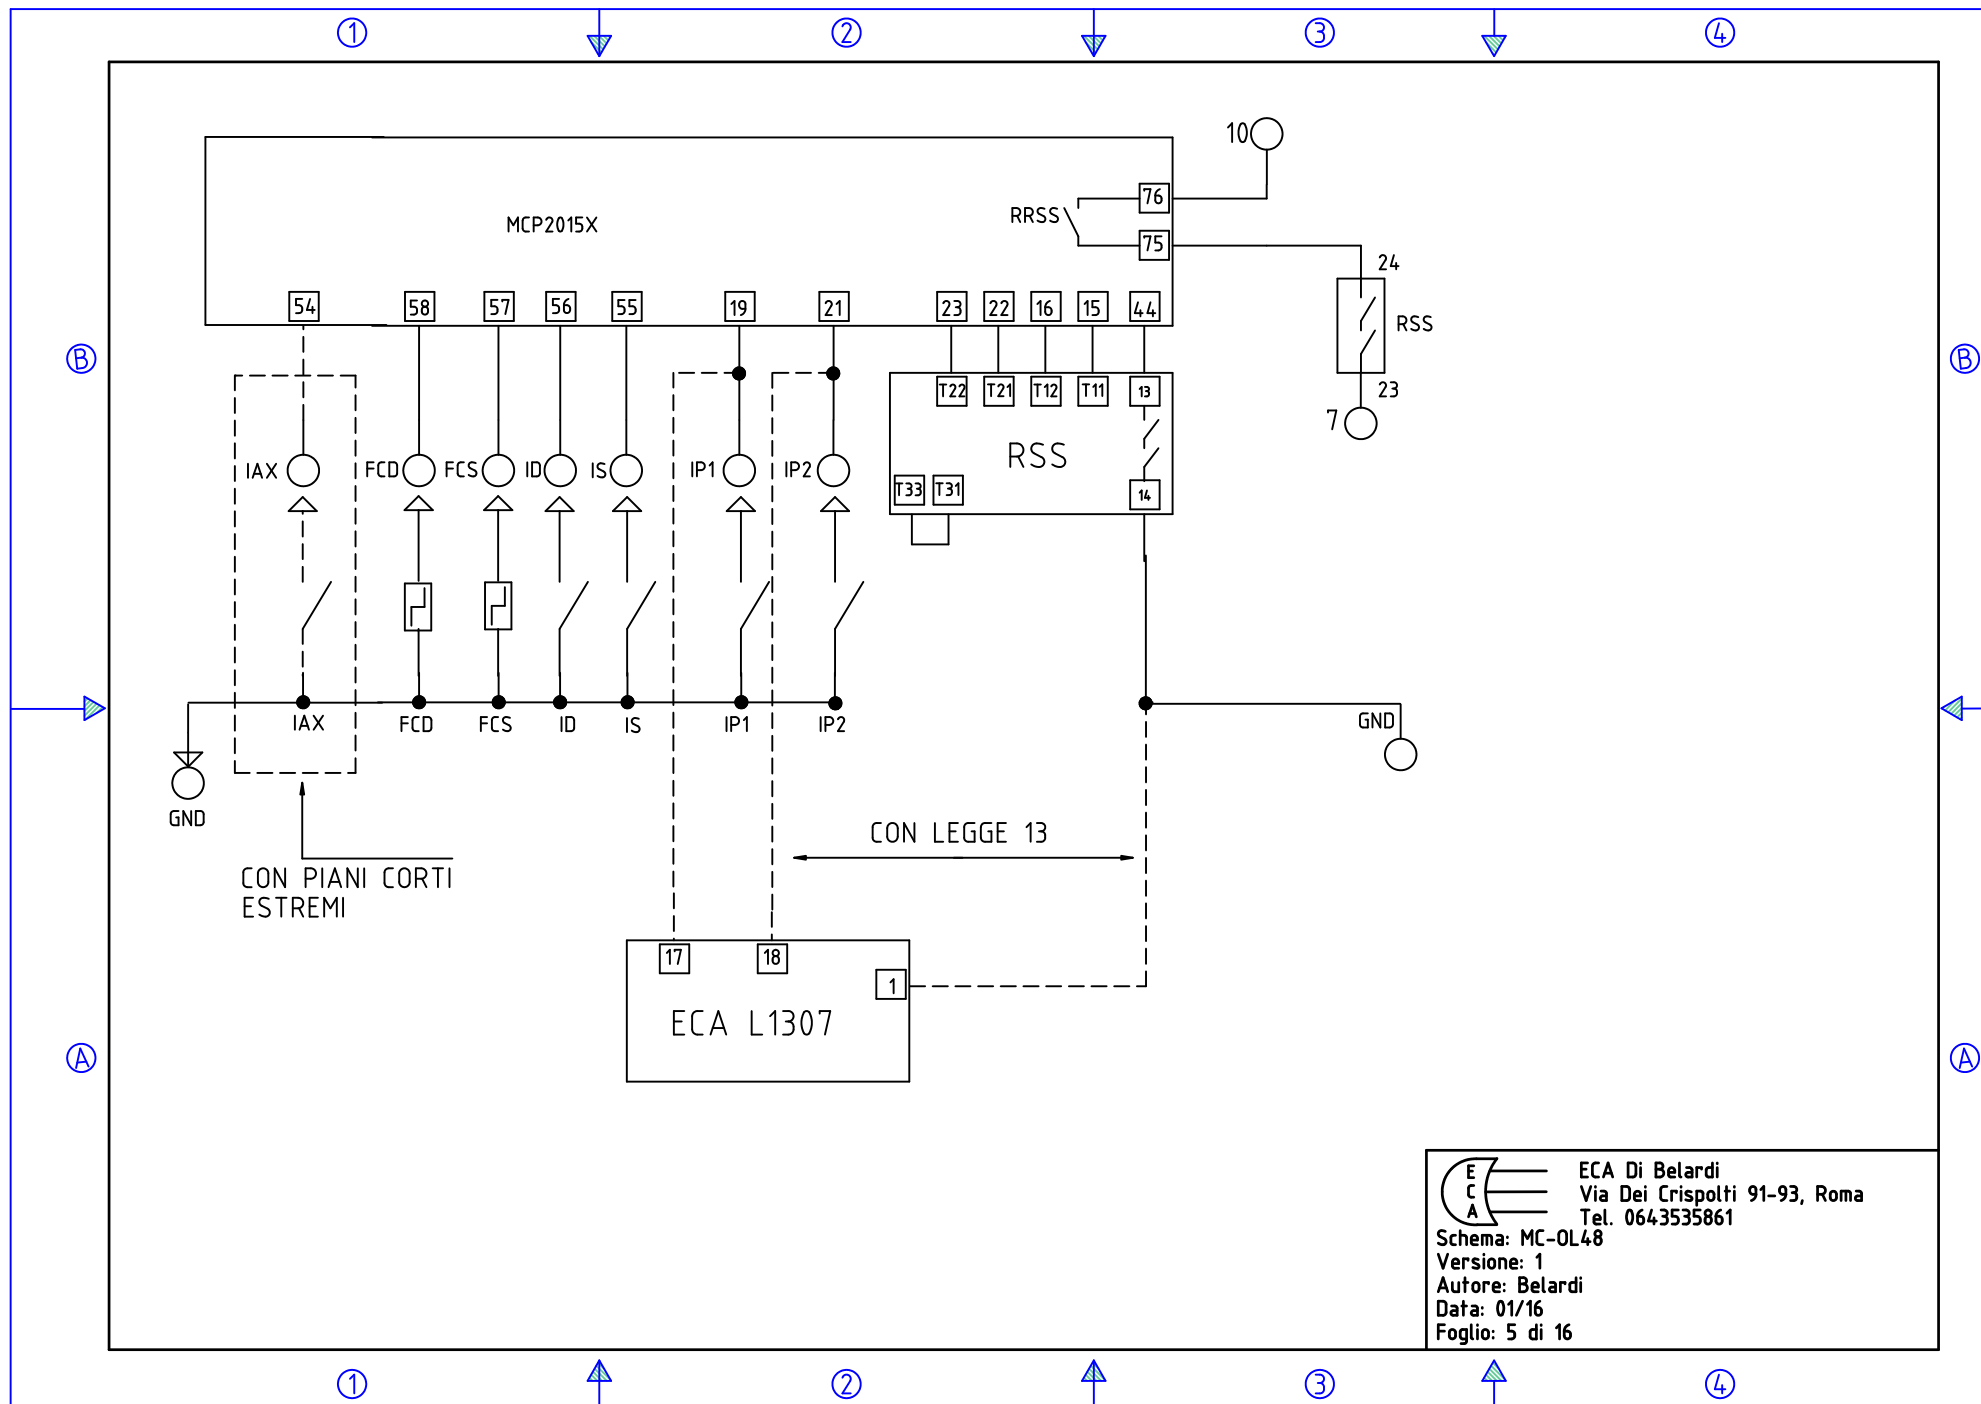 1 2 3 4
10
76
RRSS
MCP2015X
75
24
54 58 57 56 55 19 21 23 22 16 15 44
RSS
B B
T22 T21 T12 T11 13
23
7
IAX FCD FCS ID IS IP1 IP2
RSS
T33 T31 14
IAX FCD FCS ID IS IP1 IP2
GND
GND
CON LEGGE 13
CON PIANI CORTI
ESTREMI
17 18
1
ECA L1307
A A
E
C
A
ECA Di Belardi
Via Dei Crispolti 91-93, Roma
Tel. 0643535861
Schema: MC-OL48
Versione: 1
Autore: Belardi
Data: 01/16
Foglio: 5 di 16
1 2 3 4